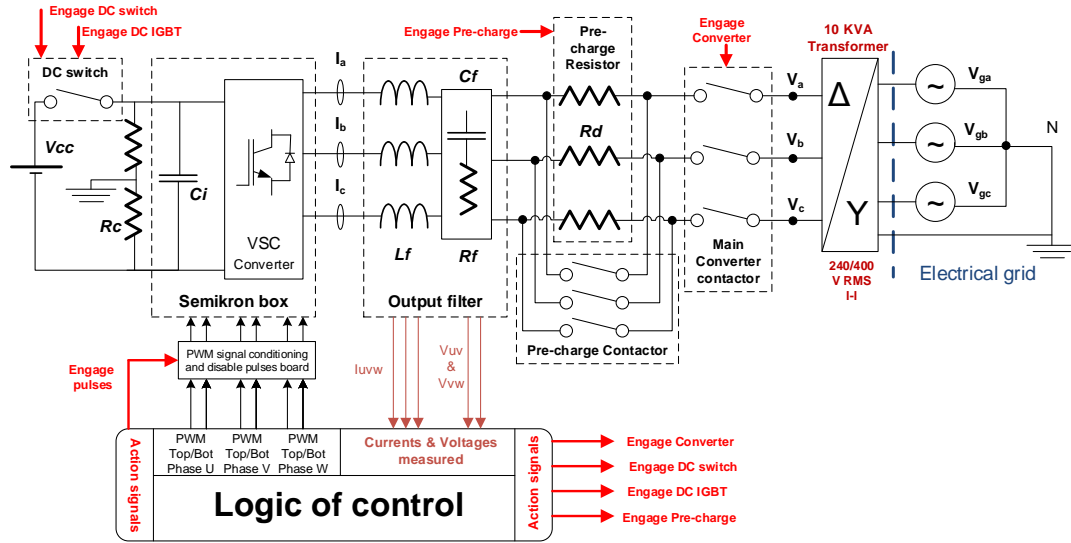 Engage DC switch
Engage DC IGBT
DC switch
Vcc
Rc
Ci
VSC
Converter
Semikron box
Ia
Ib
Ic
Lf
Cf
Rf
Output filter
Engage Pre-charge
Pre-
charge
Resistor
Rd
Pre-charge Contactor
Engage
Converter
Main
Converter
contactor
Va
Vb
Vc
10 KVA
Transformer
Δ
Y
240/400
V RMS
l-l
Vga
Vgb
Vgc
~
~
~
N
Electrical grid
PWM signal conditioning
and disable pulses board
Engage
pulses
Iuvw
Vuv
&
Vvw
Action signals
PWM
Top/Bot
Phase U
PWM
Top/Bot
Phase V
PWM
Top/Bot
Phase W
Currents & Voltages
measured
Logic of control
Action signals
Engage Converter
Engage DC switch
Engage DC IGBT
Engage Pre-charge